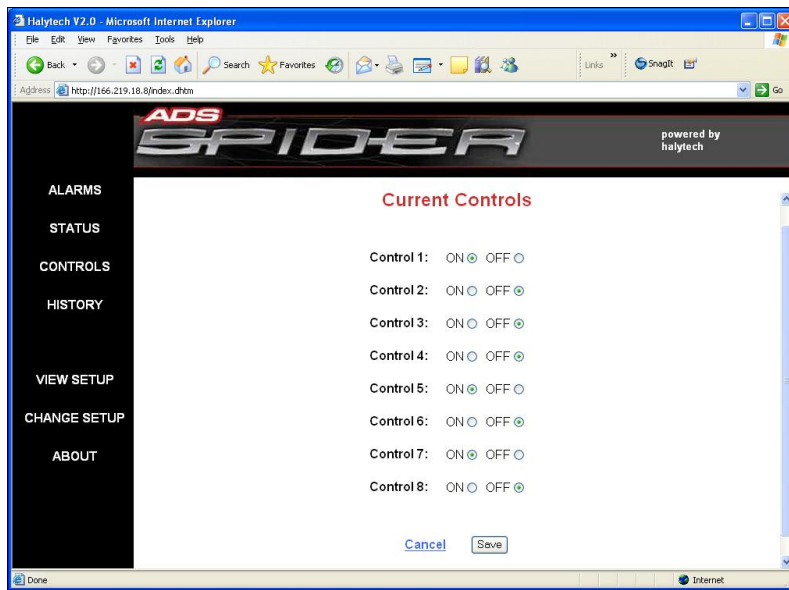 Halytech V2.0 - Microsoft Internet Explorer
File Edit View Favorites Tools Help
Back Search Favorites Links » SnagIt
Address http://166.219.18.8/index.dhtm Go
ADS
SPIDER
powered by
halytech
ALARMS
STATUS
CONTROLS
HISTORY
VIEW SETUP
CHANGE SETUP
ABOUT
Current Controls
Control 1: ON OFF
Control 2: ON OFF
Control 3: ON OFF
Control 4: ON OFF
Control 5: ON OFF
Control 6: ON OFF
Control 7: ON OFF
Control 8: ON OFF
Cancel Save
Done Internet